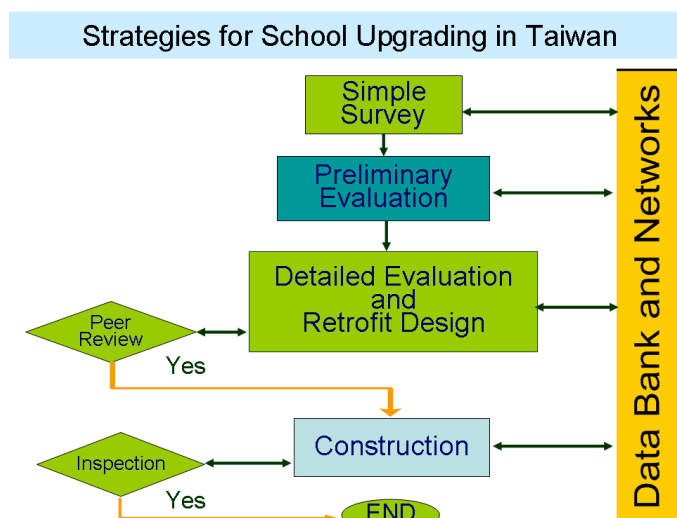 Strategies for School Upgrading in Taiwan
Simple
Survey
Preliminary
Evaluation
Detailed Evaluation
and
Retrofit Design
Peer
Review
Yes
Construction
Inspection
Yes
END
Data Bank and Networks